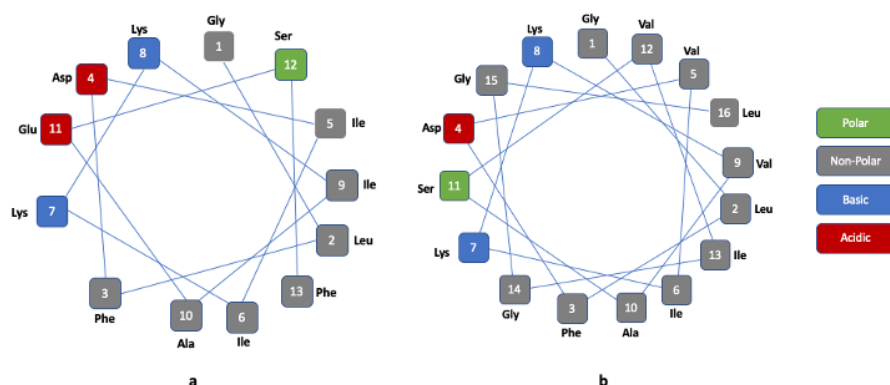 Gly
1
Lys
8
Ser
12
Asp
4
Glu
11
5
Ile
9
Ile
Lys
7
2
Leu
3
Phe
10
Ala
6
Ile
13
Phe
a
Gly
1
Lys
8
Val
12
Val
5
Gly
15
16
Leu
Asp
4
9
Val
Ser
11
2
Leu
Lys
7
13
Ile
14
Gly
3
Phe
10
Ala
6
Ile
b
Polar
Non-Polar
Basic
Acidic